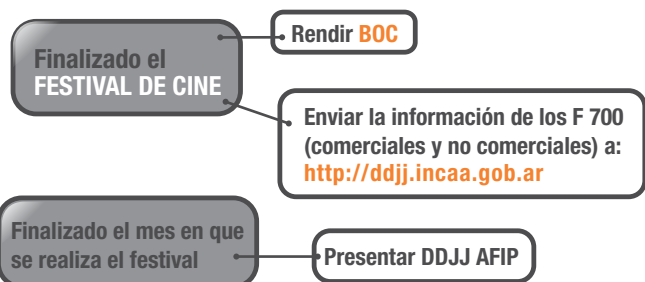 Rendir BOC
Finalizado el
FESTIVAL DE CINE
Enviar la información de los F 700
(comerciales y no comerciales) a:
http://ddjj.incaa.gob.ar
Finalizado el mes en que
se realiza el festival
Presentar DDJJ AFIP